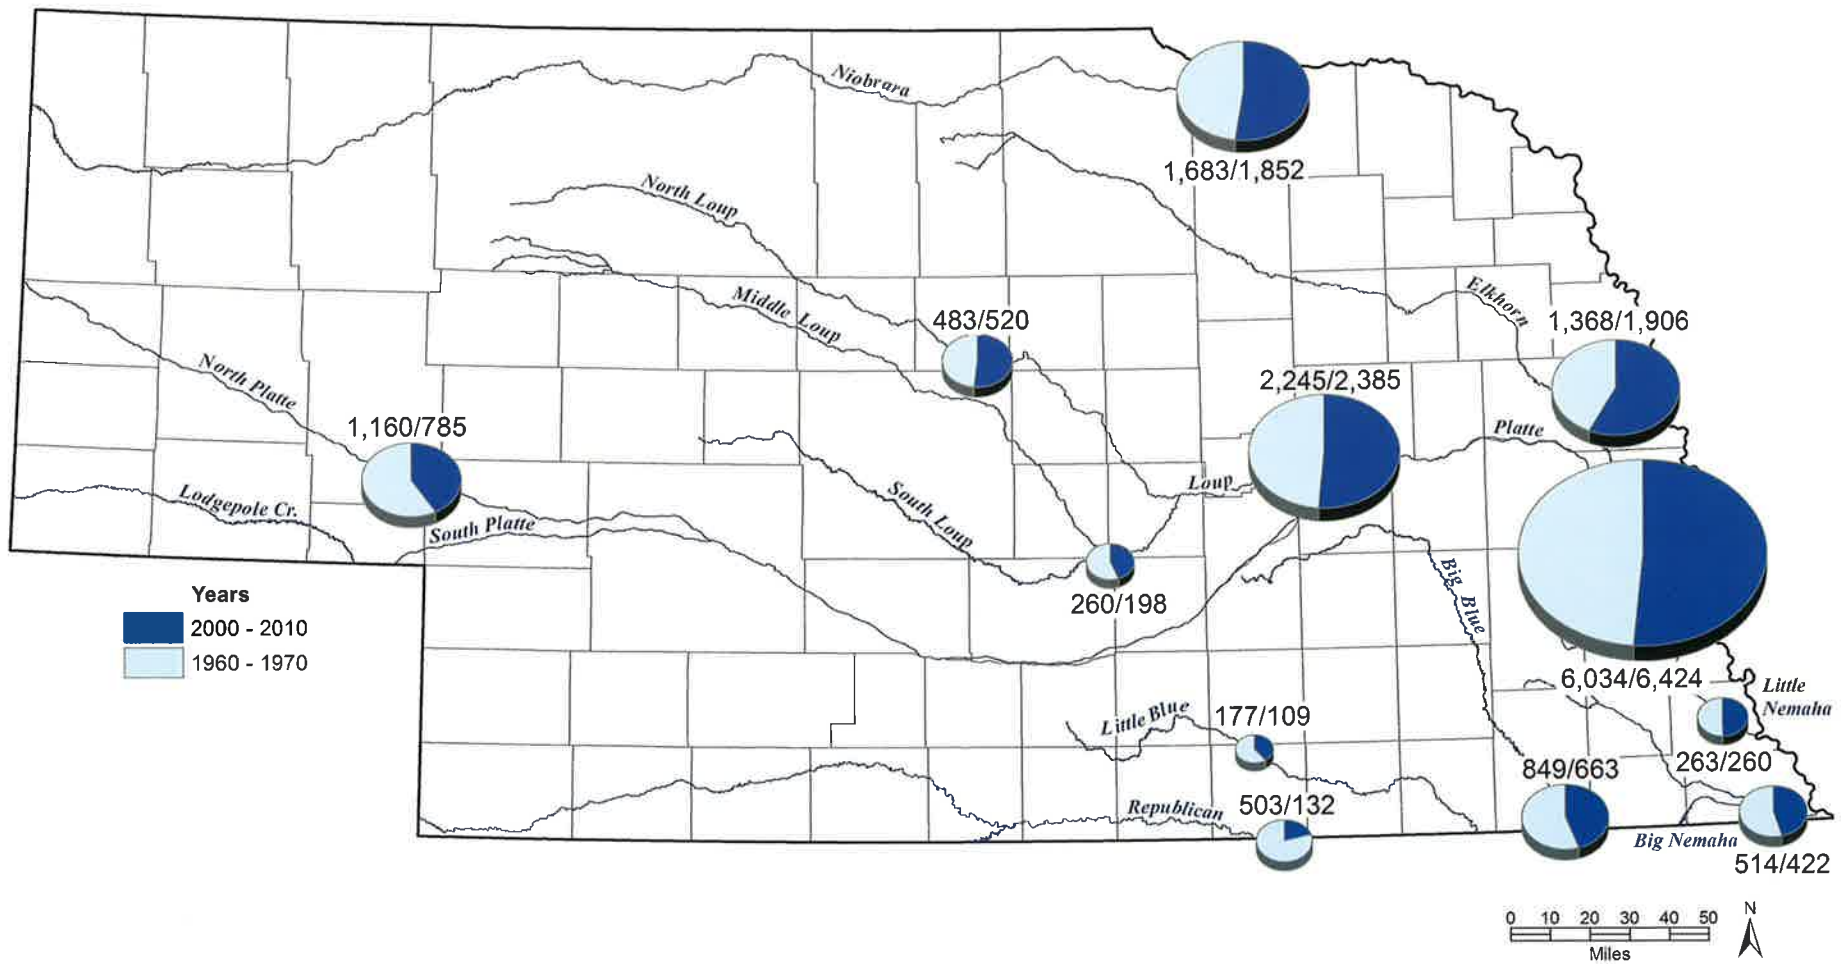 Niobrara
1,683/1,852
North Loup
Elkhorn
Middle Loup
483/520
1,368/1,906
North Platte
2,245/2,385
1,160/785
Platte
Lodgepole Cr.
South Platte
South Loup
Loup
Big Blue
260/198
Years
2000 - 2010
1960 - 1970
6,034/6,424
Little
Nemaha
Little Blue
177/109
263/260
849/663
503/132
Republican
Big Nemaha
514/422
0 10 20 30 40 50
Miles
N